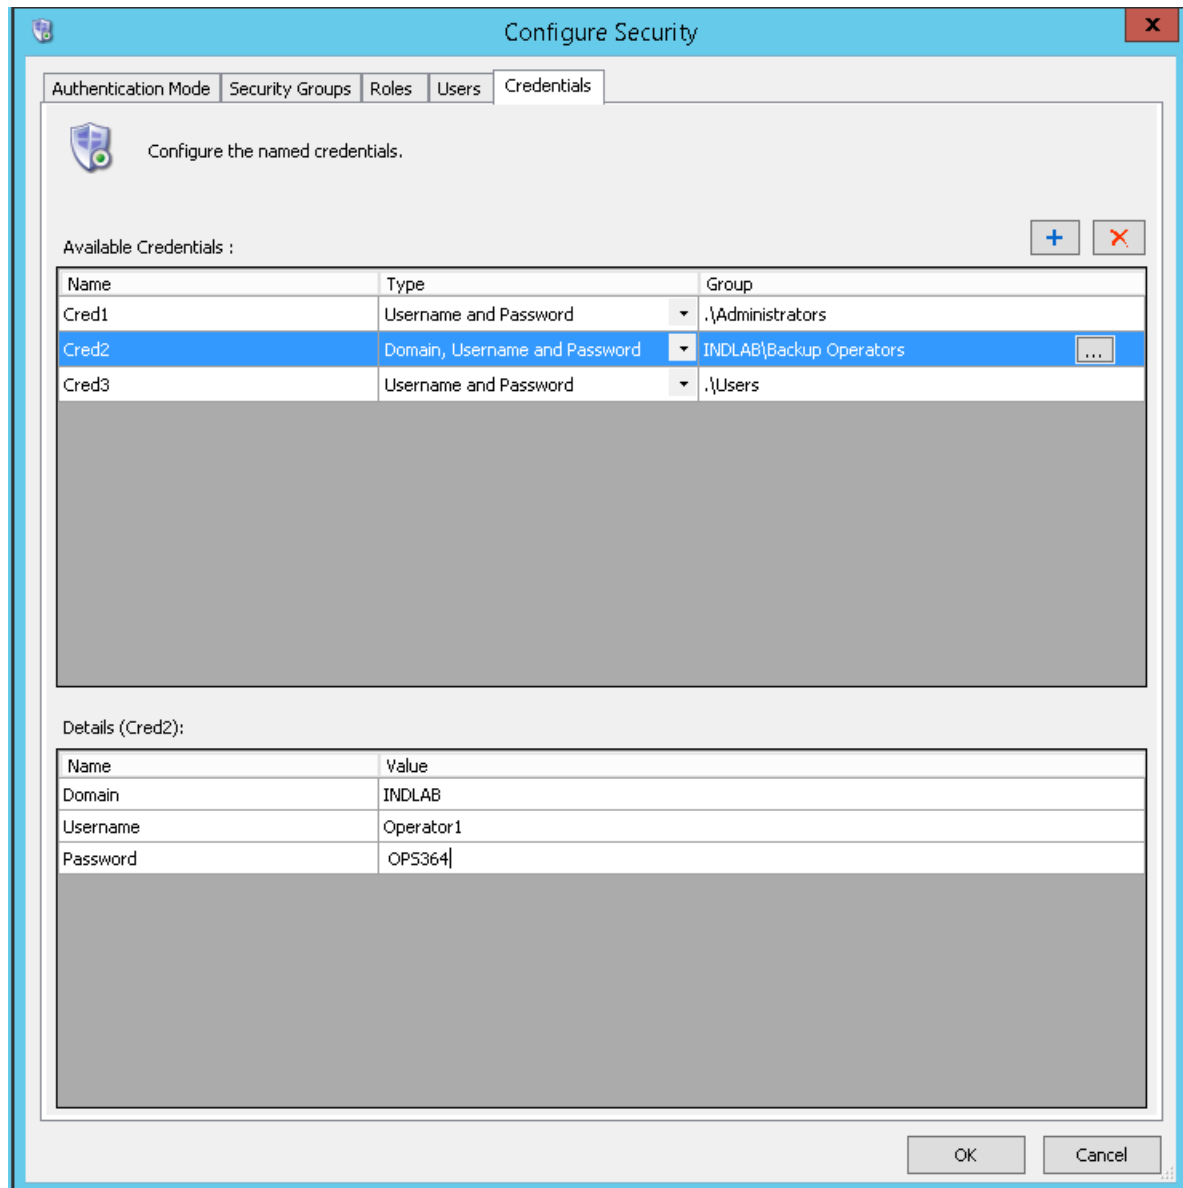 Configure Security
x
Authentication Mode Security Groups Roles Users Credentials
Configure the named credentials.
Available Credentials :
Name Type Group
Cred1 Username and Password .\Administrators
Cred2 Domain, Username and Password INDLAB\Backup Operators ...
Cred3 Username and Password .\Users
Details (Cred2):
Name Value
Domain INDLAB
Username Operator1
Password OPS364
OK Cancel